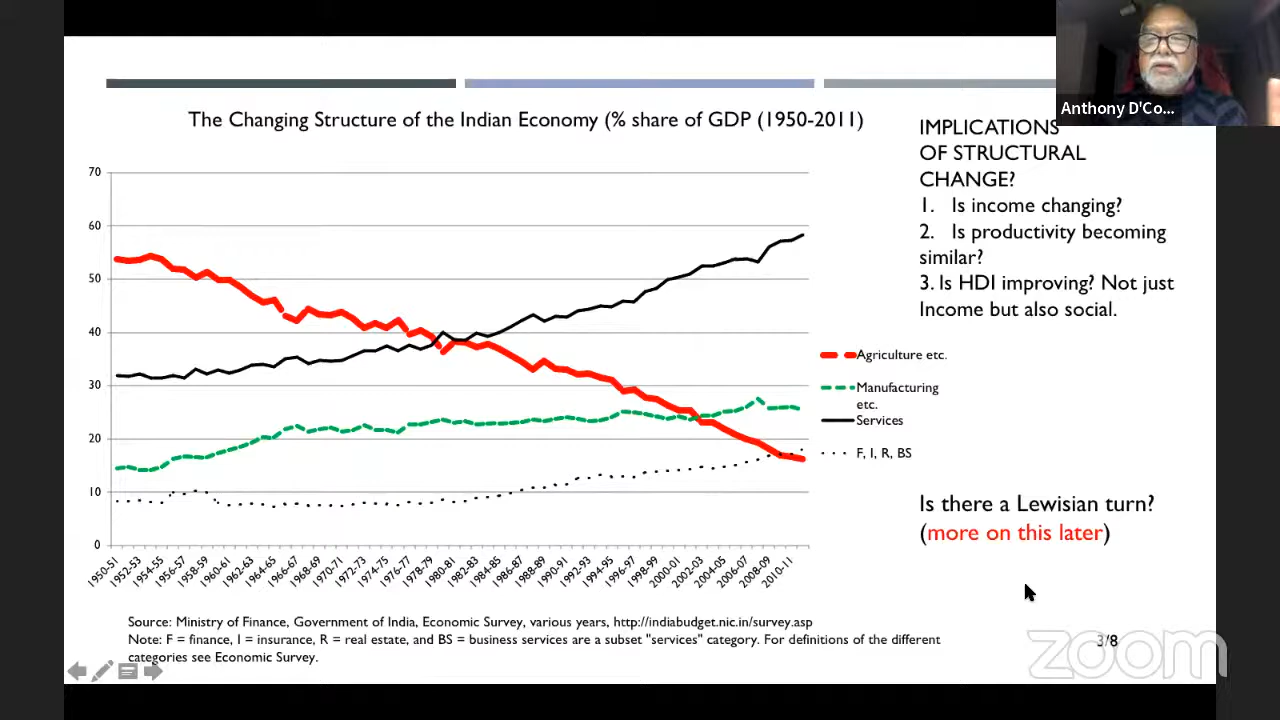 Anthony D'Co...
The Changing Structure of the Indian Economy (% share of GDP (1950-2011)
IMPLICATIONS
OF STRUCTURAL
CHANGE?
1. Is income changing?
2. Is productivity becoming
similar?
3. Is HDI improving? Not just
Income but also social.
70
60
50
40
30
20
10
0
Agriculture etc.
Manufacturing
etc.
Services
F, I, R, BS
Is there a Lewisian turn?
(more on this later)
1950-51
1952-53
1954-55
1956-57
1958-59
1960-61
1962-63
1964-65
1966-67
1968-69
1970-71
1972-73
1974-75
1976-77
1978-79
1980-81
1982-83
1984-85
1986-87
1988-89
1990-91
1992-93
1994-95
1996-97
1998-99
2000-01
2002-03
2004-05
2006-07
2008-09
2010-11
Source: Ministry of Finance, Government of India, Economic Survey, various years, http://indiabudget.nic.in/survey.asp
Note: F = finance, I = insurance, R = real estate, and BS = business services are a subset "services" category. For definitions of the different
categories see Economic Survey.
3/8
zoom